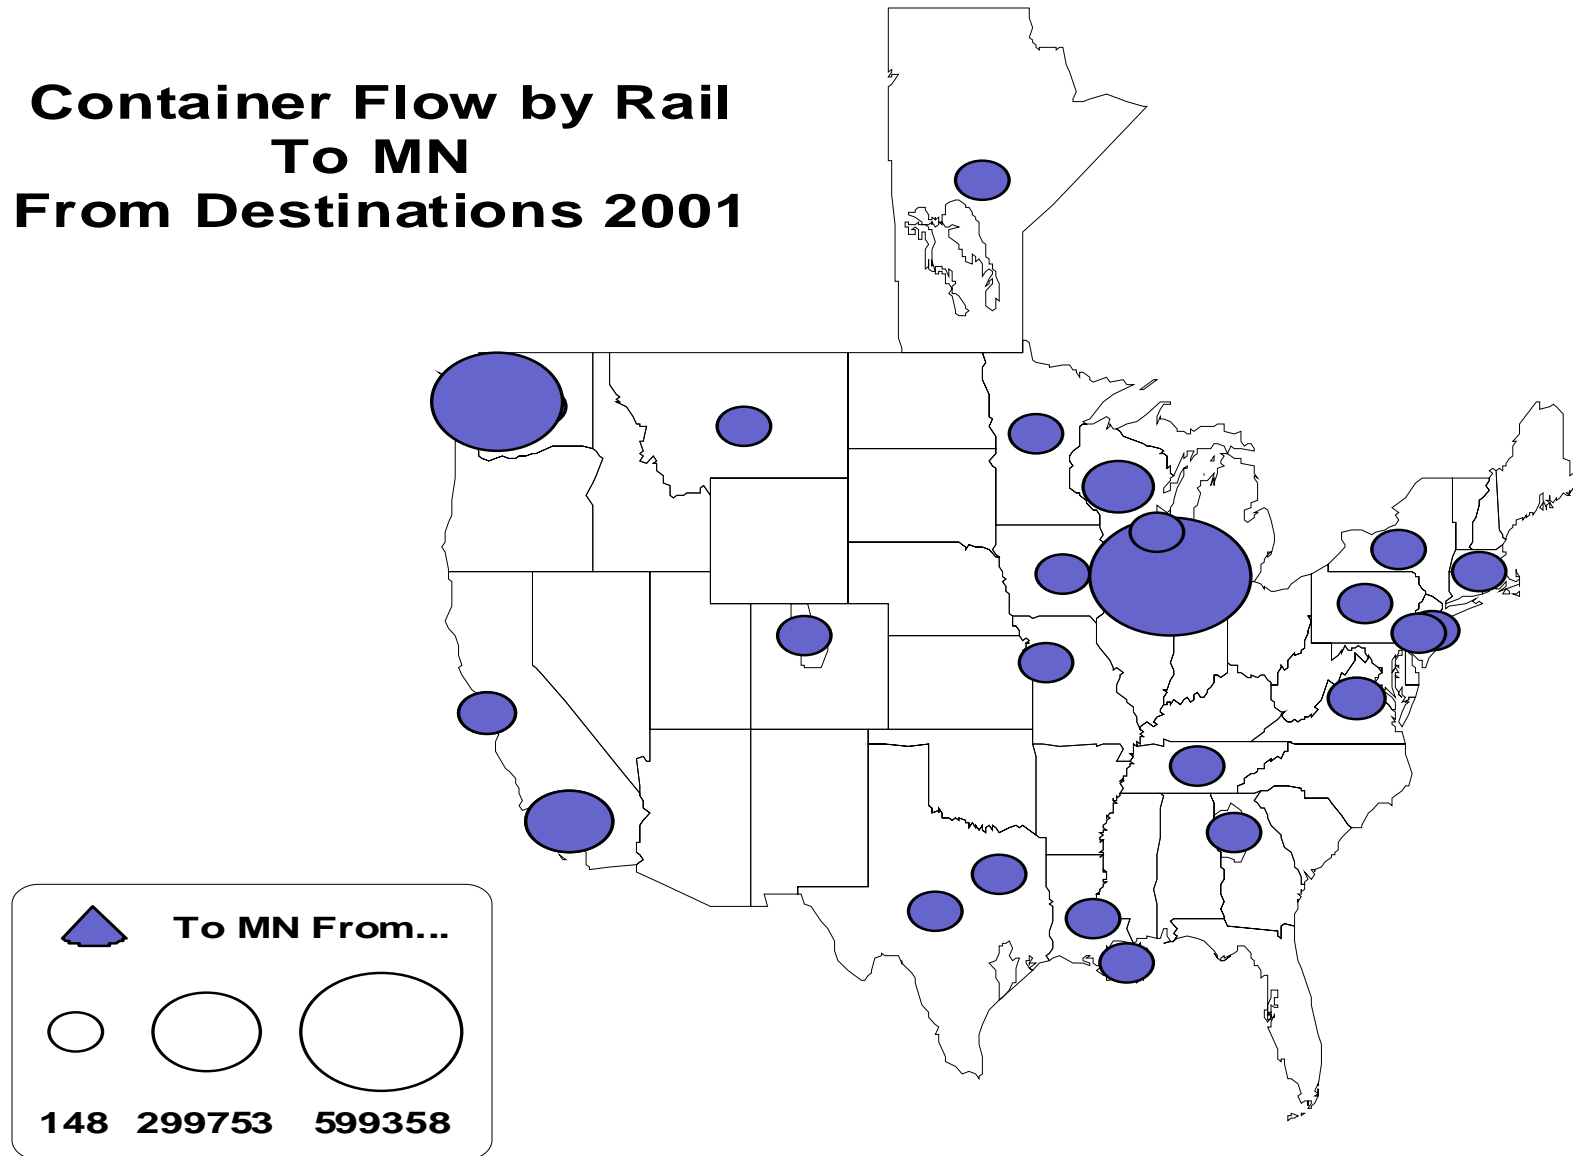 Container Flow by Rail
To MN
From Destinations 2001
To MN From...
148 299753 599358